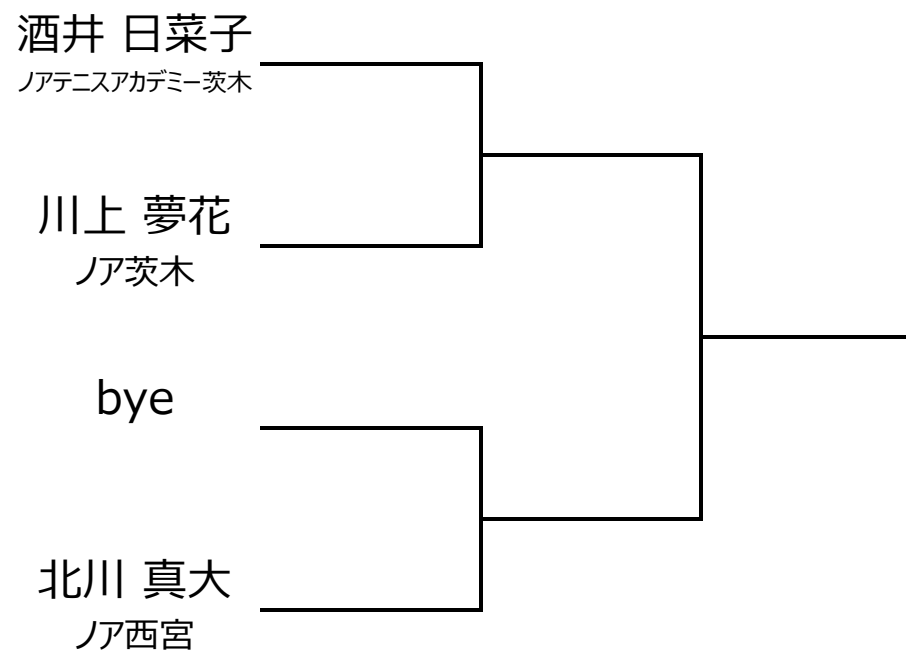 酒井 日菜子
ノアテニスアカデミー茨木
川上 夢花
ノア茨木
bye
北川 真大
ノア西宮